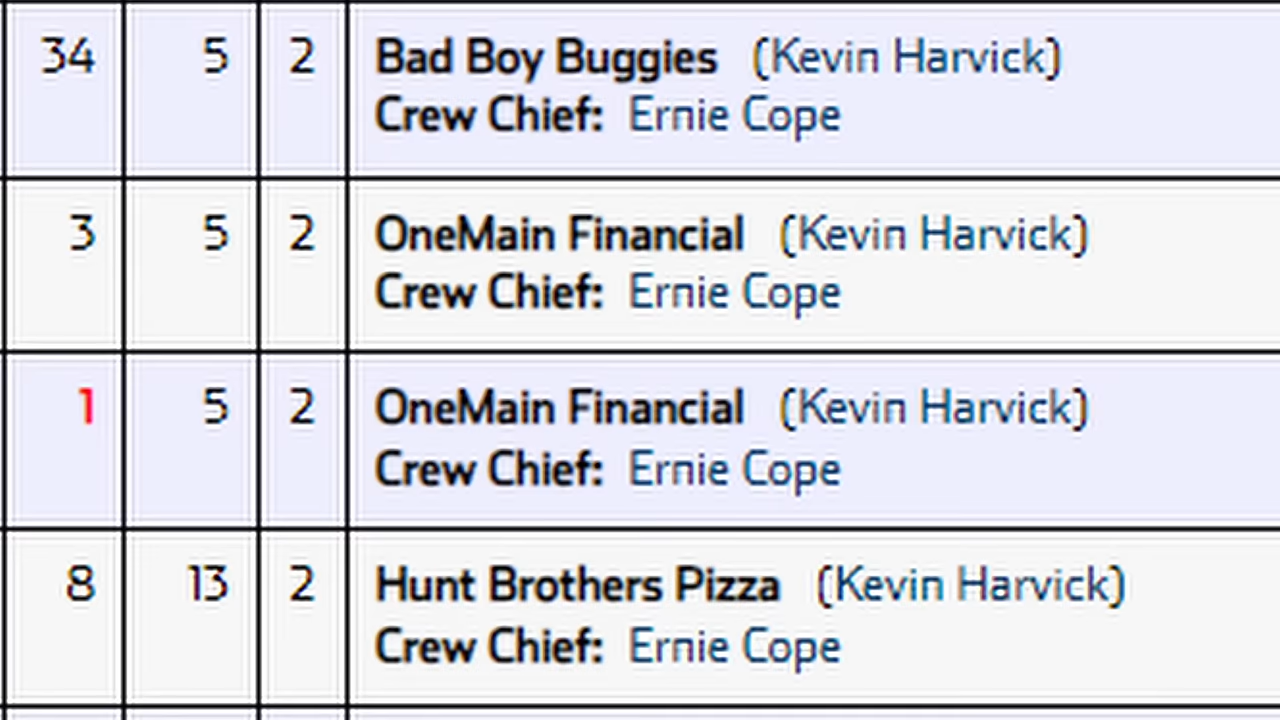 34 5 2 Bad Boy Buggies (Kevin Harvick)
Crew Chief: Ernie Cope
3 5 2 OneMain Financial (Kevin Harvick)
Crew Chief: Ernie Cope
1 5 2 OneMain Financial (Kevin Harvick)
Crew Chief: Ernie Cope
8 13 2 Hunt Brothers Pizza (Kevin Harvick)
Crew Chief: Ernie Cope